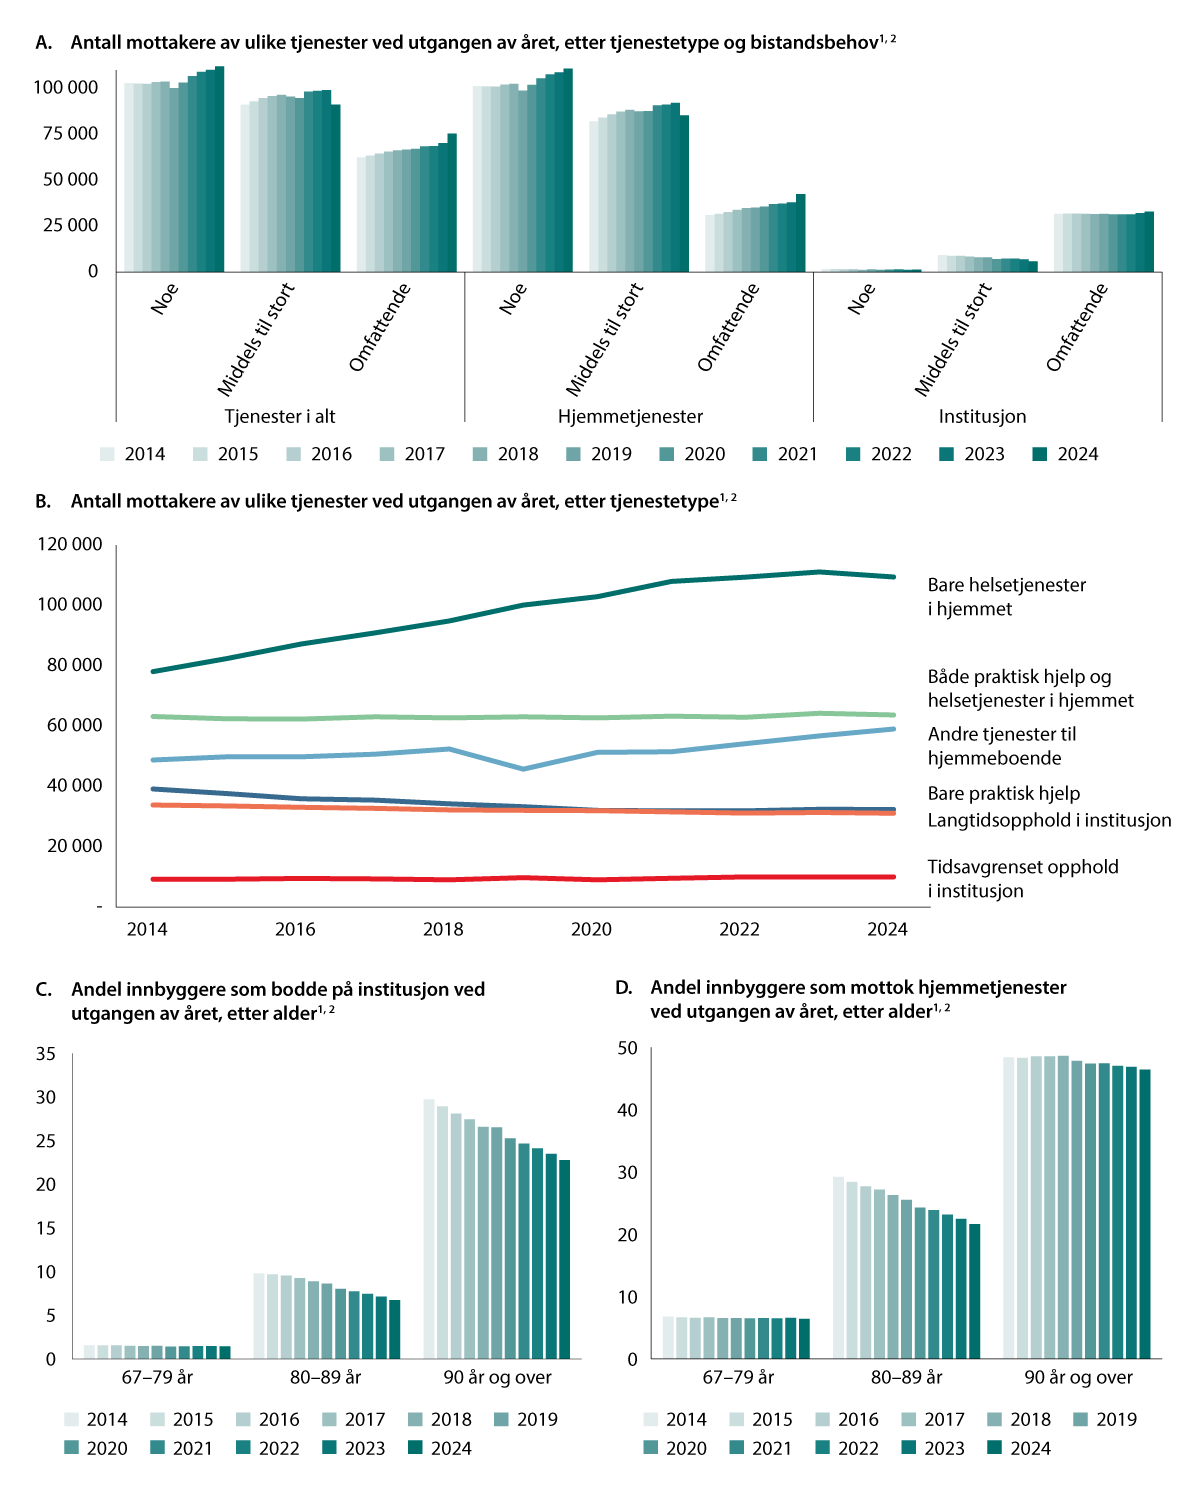 A. Antall mottakere av ulike tjenester ved utgangen av året, etter tjenestetype og bistandsbehov1, 2
100 000
75 000
50 000
25 000
0
Noe
Middels til stort
Omfattende
Noe
Middels til stort
Omfattende
Noe
Middels til stort
Omfattende
Tjenester i alt
Hjemmetjenester
Institusjon
2014 2015 2016 2017 2018 2019 2020 2021 2022 2023 2024
B. Antall mottakere av ulike tjenester ved utgangen av året, etter tjenestetype1, 2
120 000
100 000
80 000
60 000
40 000
20 000
-
2014 2016 2018 2020 2022 2024
Bare helsetjenester
i hjemmet
Både praktisk hjelp og
helsetjenester i hjemmet
Andre tjenester til
hjemmeboende
Bare praktisk hjelp
Langtidsopphold i institusjon
Tidsavgrenset opphold
i institusjon
C. Andel innbyggere som bodde på institusjon ved
utgangen av året, etter alder1, 2
35
30
25
20
15
10
5
0
67–79 år 80–89 år 90 år og over
2014 2015 2016 2017 2018 2019
2020 2021 2022 2023 2024
D. Andel innbyggere som mottok hjemmetjenester
ved utgangen av året, etter alder1, 2
50
40
30
20
10
0
67–79 år 80–89 år 90 år og over
2014 2015 2016 2017 2018 2019
2020 2021 2022 2023 2024